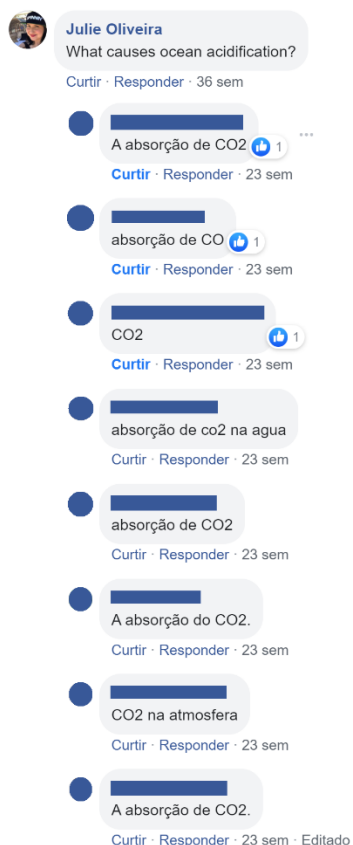 Julie Oliveira
What causes ocean acidification?
Curtir · Responder · 36 sem
A absorção de CO2 1
Curtir · Responder · 23 sem
absorção de CO 1
Curtir · Responder · 23 sem
CO2
1
Curtir · Responder · 23 sem
absorção de co2 na agua
Curtir · Responder · 23 sem
absorção de CO2
Curtir · Responder · 23 sem
A absorção do CO2.
Curtir · Responder · 23 sem
CO2 na atmosfera
Curtir · Responder · 23 sem
A absorção de CO2.
Curtir · Responder · 23 sem · Editado